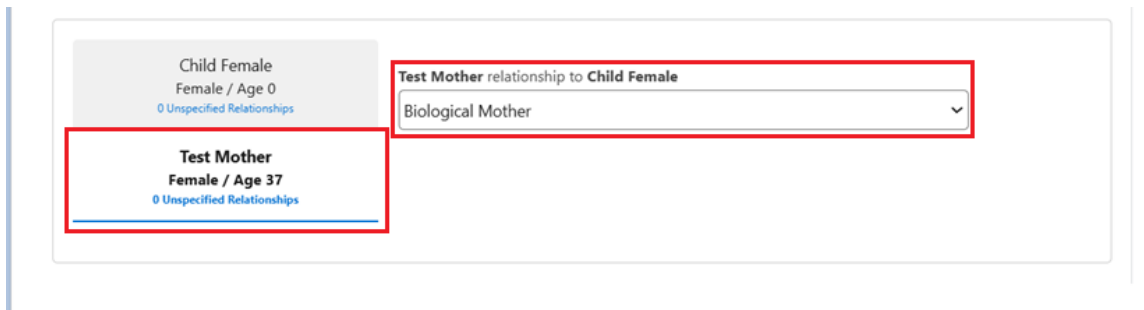 Child Female
Female / Age 0
0 Unspecified Relationships
Test Mother
Female / Age 37
0 Unspecified Relationships
Test Mother relationship to Child Female
Biological Mother